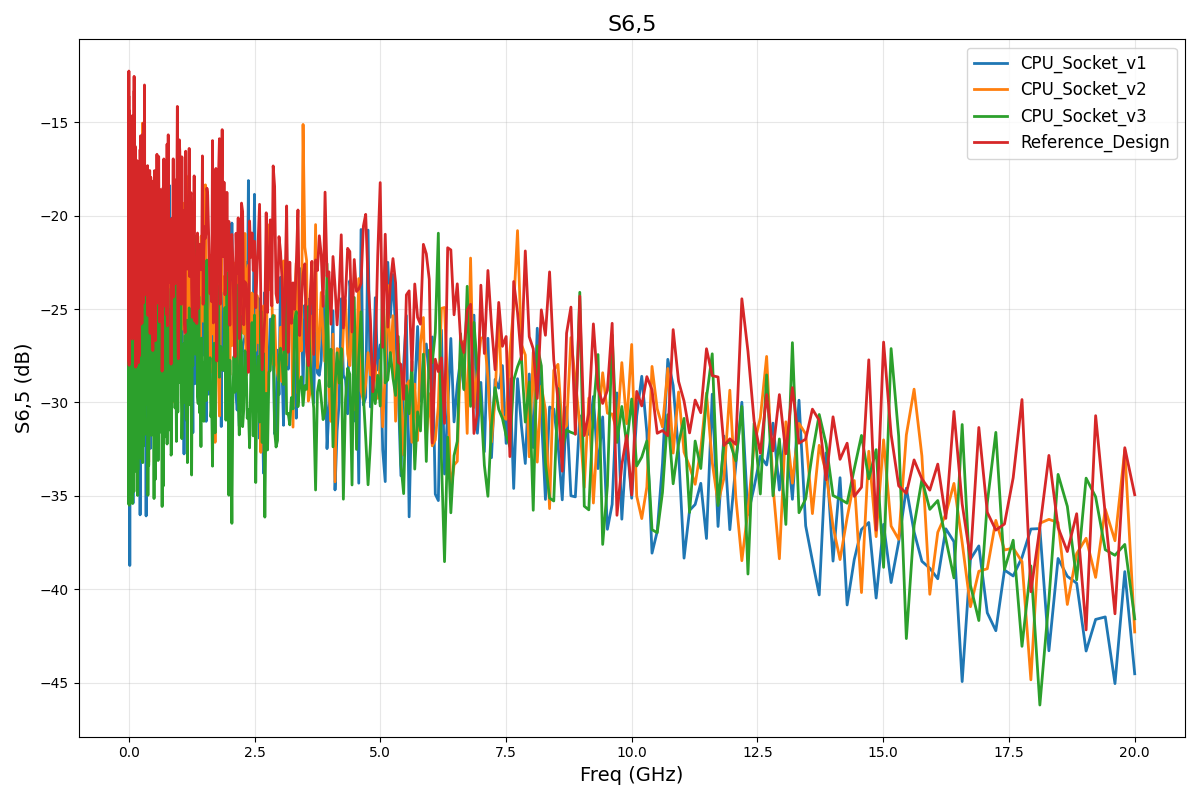 S6,5
CPU_Socket_v1
CPU_Socket_v2
CPU_Socket_v3
Reference_Design
S6,5 (dB)
−15
−20
−25
−30
−35
−40
−45
0.0 2.5 5.0 7.5 10.0 12.5 15.0 17.5 20.0
Freq (GHz)